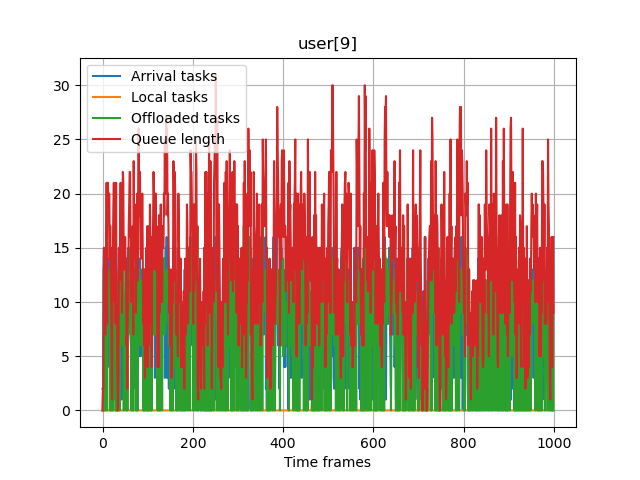 user[9]
Arrival tasks
Local tasks
Offloaded tasks
Queue length
30
25
20
15
10
5
0
0 200 400 600 800 1000
Time frames